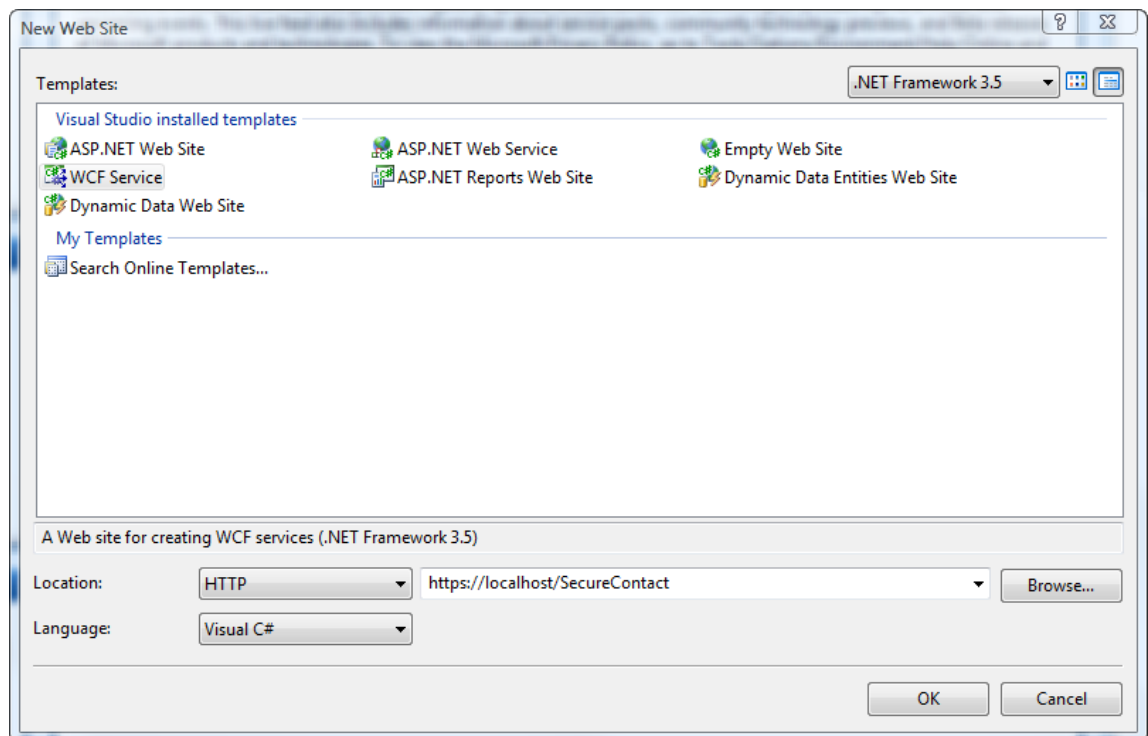 New Web Site
Templates:
.NET Framework 3.5
Visual Studio installed templates
ASP.NET Web Site
ASP.NET Web Service
Empty Web Site
WCF Service
ASP.NET Reports Web Site
Dynamic Data Entities Web Site
Dynamic Data Web Site
My Templates
Search Online Templates...
A Web site for creating WCF services (.NET Framework 3.5)
Location:
HTTP
https://localhost/SecureContact
Browse...
Language:
Visual C#
OK
Cancel